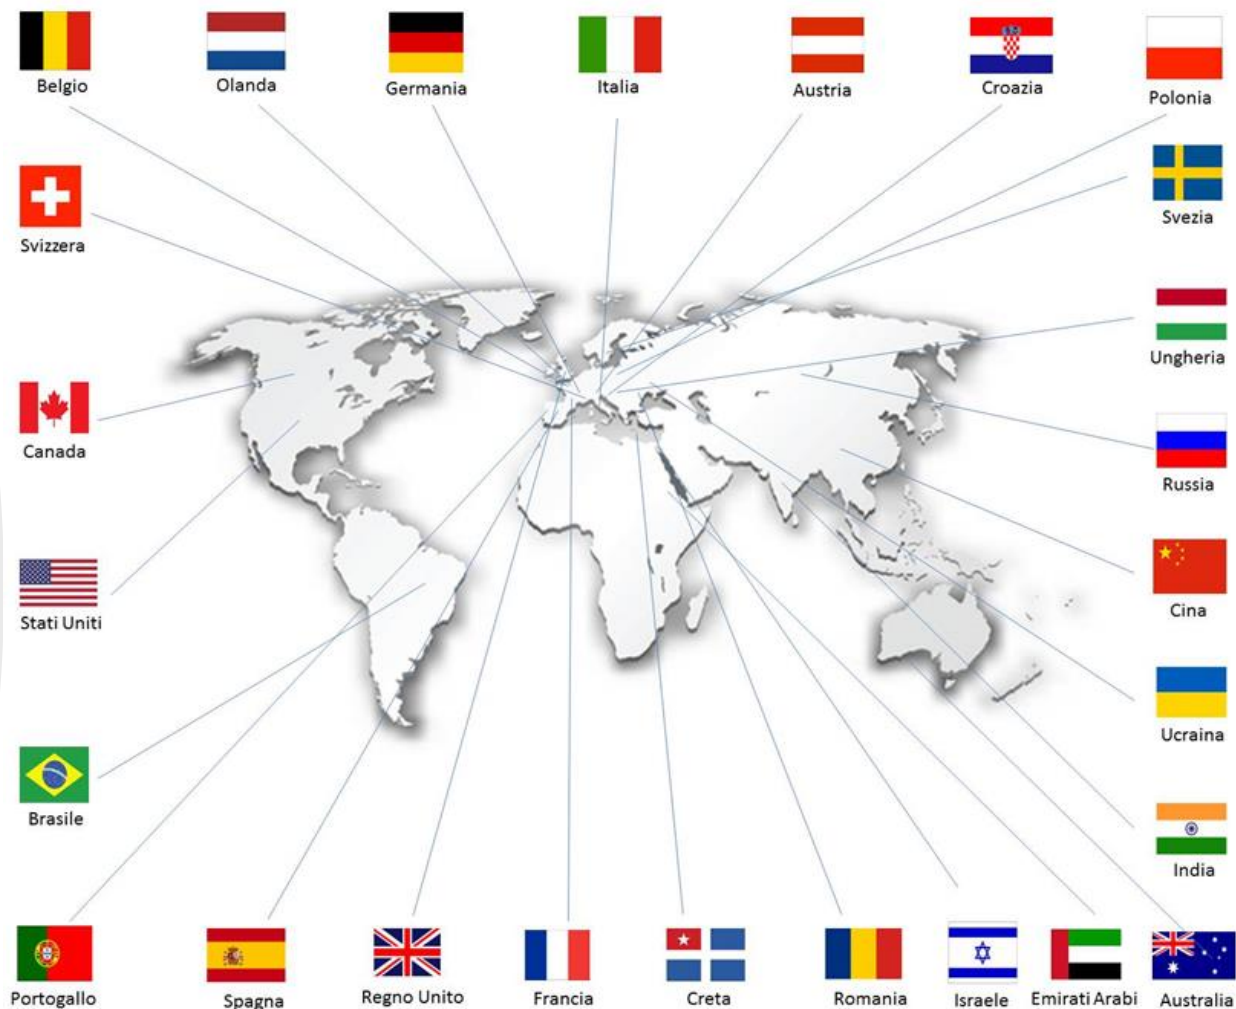 Belgio
Olanda
Germania
Italia
Austria
Croazia
Polonia
Svizzera
Svezia
Ungheria
Canada
Russia
Stati Uniti
Cina
Ucraina
Brasile
India
Portogallo
Spagna
Regno Unito
Francia
Creta
Romania
Israele
Emirati Arabi
Australia